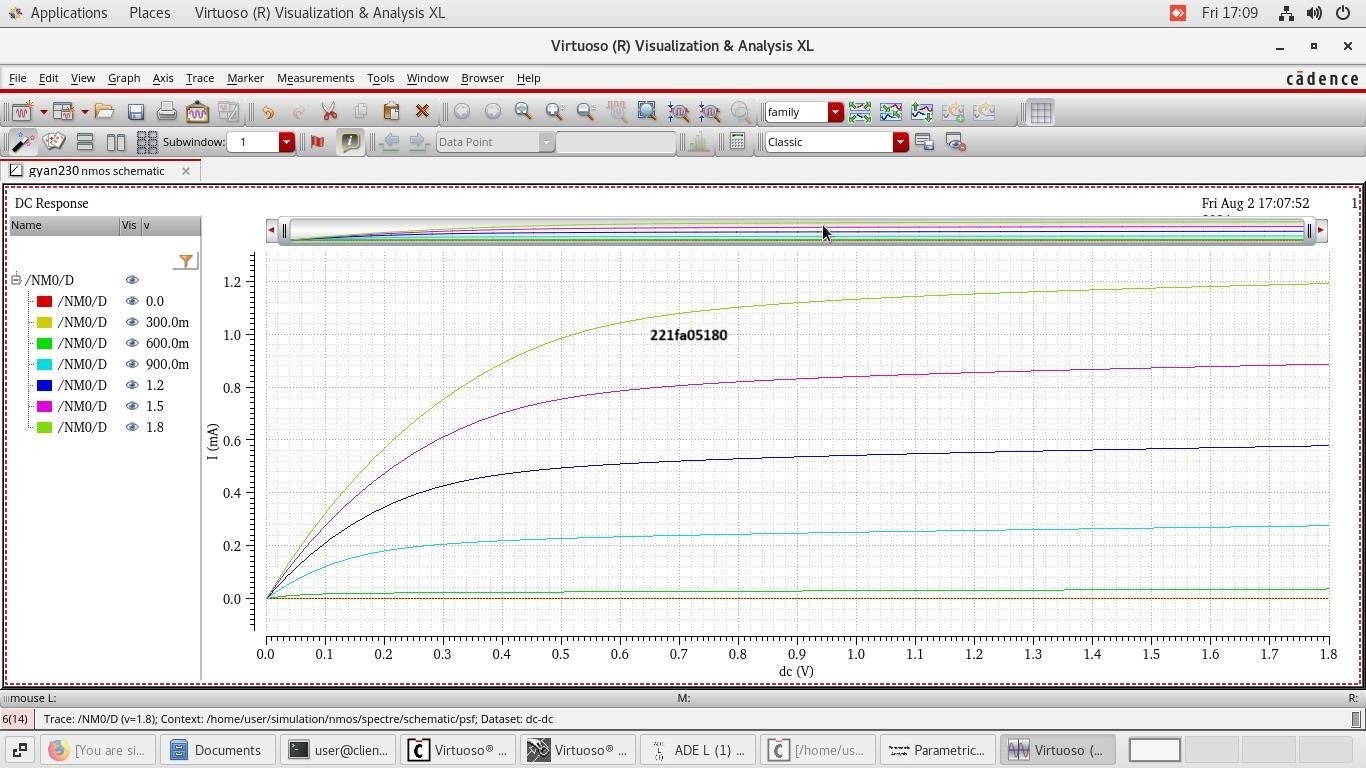 Applications Places Virtuoso (R) Visualization & Analysis XL Fri 17:09
Virtuoso (R) Visualization & Analysis XL
File Edit View Graph Axis Trace Marker Measurements Tools Window Browser Help cādence
family
Subwindow: 1 Data Point Classic
gyan230 nmos schematic
DC Response Fri Aug 2 17:07:52 1
Name Vis v
/NM0/D
/NM0/D 0.0
/NM0/D 300.0m
/NM0/D 600.0m
/NM0/D 900.0m
/NM0/D 1.2
/NM0/D 1.5
/NM0/D 1.8
1.2
1.0
0.8
0.6
0.4
0.2
0.0
I (mA)
221fa05180
0.0 0.1 0.2 0.3 0.4 0.5 0.6 0.7 0.8 0.9 1.0 1.1 1.2 1.3 1.4 1.5 1.6 1.7 1.8
dc (V)
mouse L: M: R:
6(14) Trace: /NM0/D (v=1.8); Context: /home/user/simulation/nmos/spectre/schematic/psf; Dataset: dc-dc
[You are si... Documents user@clien... Virtuoso® ... Virtuoso® ... ADE L (1) ... [/home/us... Parametric... Virtuoso (...